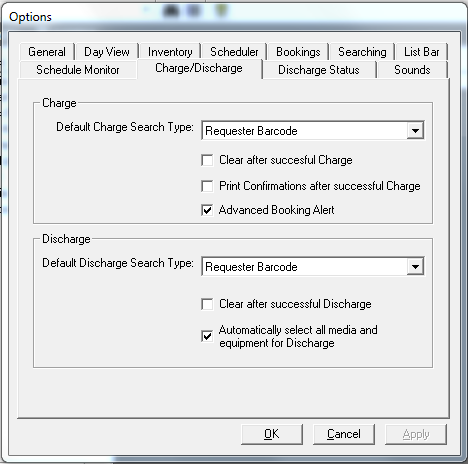 Options
General Day View Inventory Scheduler Bookings Searching List Bar
Schedule Monitor Charge/Discharge Discharge Status Sounds
Charge
Default Charge Search Type: Requester Barcode
Clear after succesful Charge
Print Confirmations after successful Charge
Advanced Booking Alert
Discharge
Default Discharge Search Type: Requester Barcode
Clear after successful Discharge
Automatically select all media and
equipment for Discharge
OK Cancel Apply